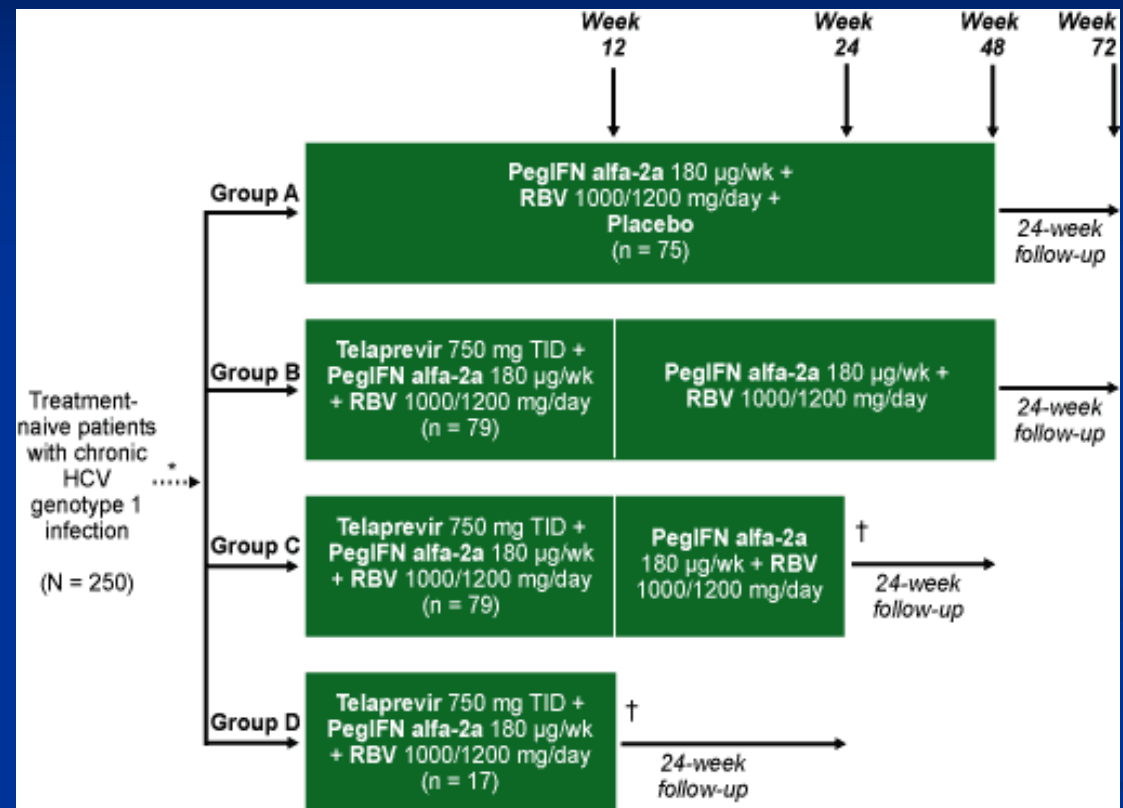 Week
12
Week
24
Week
48
Week
72
Group A
PegIFN alfa-2a 180 µg/wk +
RBV 1000/1200 mg/day +
Placebo
(n = 75)
24-week
follow-up
Group B
Telaprevir 750 mg TID +
PegIFN alfa-2a 180 µg/wk
+ RBV 1000/1200 mg/day
(n = 79)
PegIFN alfa-2a 180 µg/wk +
RBV 1000/1200 mg/day
24-week
follow-up
Treatment-
naive patients
with chronic
HCV
genotype 1
infection
(N = 250)
*
Group C
Telaprevir 750 mg TID +
PegIFN alfa-2a 180 µg/wk
+ RBV 1000/1200 mg/day
(n = 79)
PegIFN alfa-2a
180 µg/wk + RBV
1000/1200 mg/day
†
24-week
follow-up
Group D
Telaprevir 750 mg TID +
PegIFN alfa-2a 180 µg/wk
+ RBV 1000/1200 mg/day
(n = 17)
†
24-week
follow-up